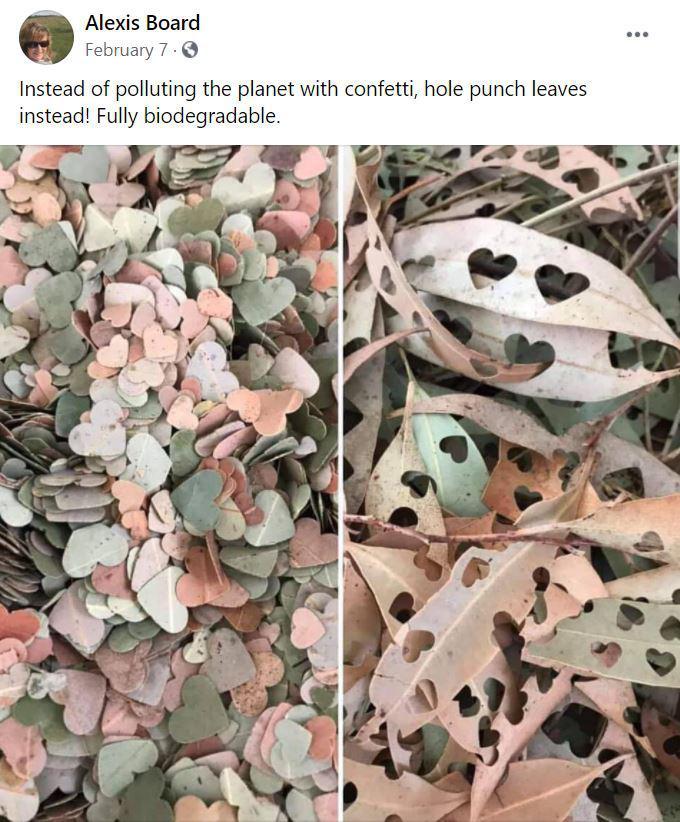 Alexis Board
February 7 ·
Instead of polluting the planet with confetti, hole punch leaves
instead! Fully biodegradable.